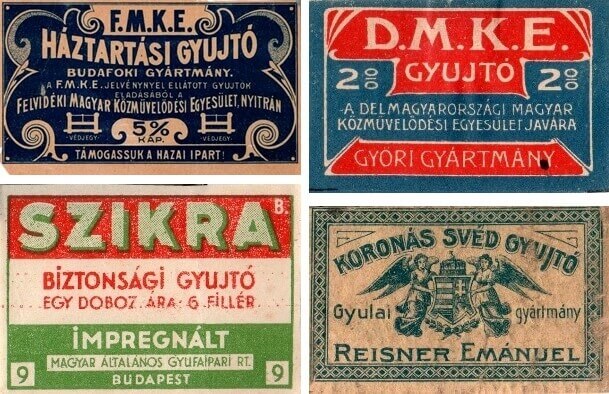 F.M.K.E.
HÁZTARTÁSI GYUJTÓ
BUDAFOKI GYÁRTMÁNY.
A F.M.K.E. JELVÉNYNYEL ELLÁTOTT GYUJTÓK
ELADÁSÁBÓL A
FELVIDÉKI MAGYAR KÖZMŰVELŐDÉSI EGYESÜLET, NYITRÁN
5% KAP.
VÉDJEGY
VÉDJEGY
TÁMOGASSUK A HAZAI IPART!
D.M.K.E.
GYUJTÓ
2%
2%
A DÉLMAGYARORSZÁGI MAGYAR
KÖZMŰVELŐDÉSI EGYESÜLET JAVÁRA
GYŐRI GYÁRTMÁNY
SZIKRA
B.
BIZTONSÁGI GYUJTÓ
EGY DOBOZ ÁRA: 6 FILLÉR
IMPREGNÁLT
MAGYAR ÁLTALÁNOS GYUFAIPARI RT.
9 BUDAPEST 9
KORONÁS SVÉD GYUJTÓ
Gyulai gyártmány
REISNER EMÁNUEL